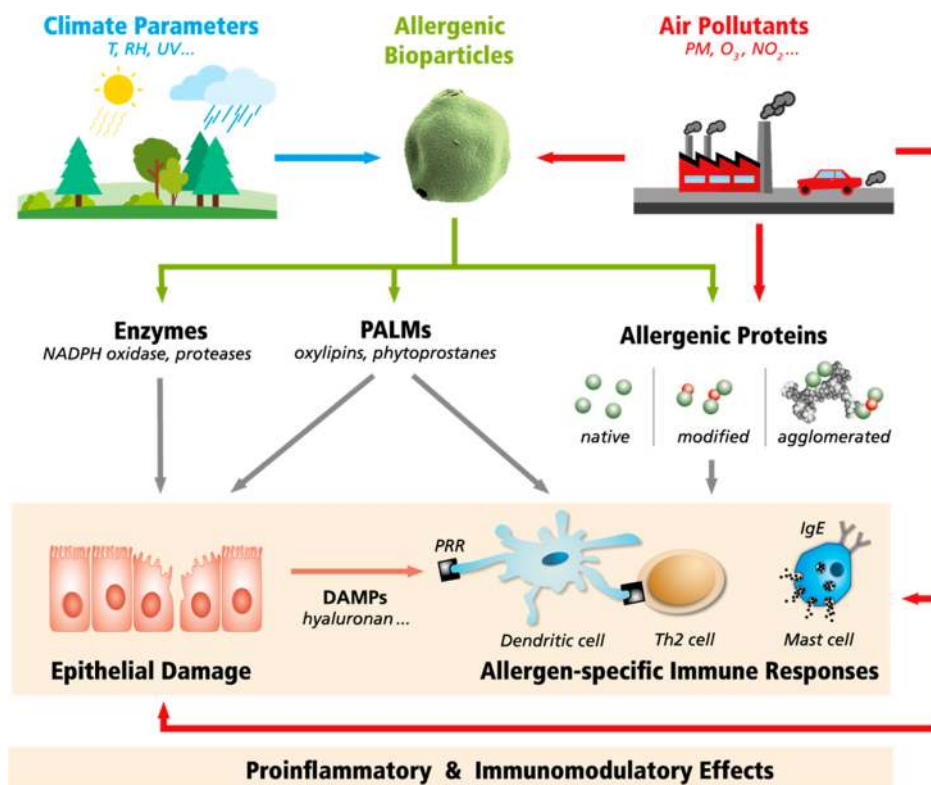 Climate Parameters
T, RH, UV...
Allergenic
Bioparticles
Air Pollutants
PM, O₃, NO₂...
Enzymes
NADPH oxidase, proteases
PALMs
oxylipins, phytoprostanes
Allergenic Proteins
native
modified
agglomerated
PRR
IgE
DAMPs
hyaluronan ...
Dendritic cell
Th2 cell
Mast cell
Epithelial Damage
Allergen-specific Immune Responses
Proinflammatory & Immunomodulatory Effects